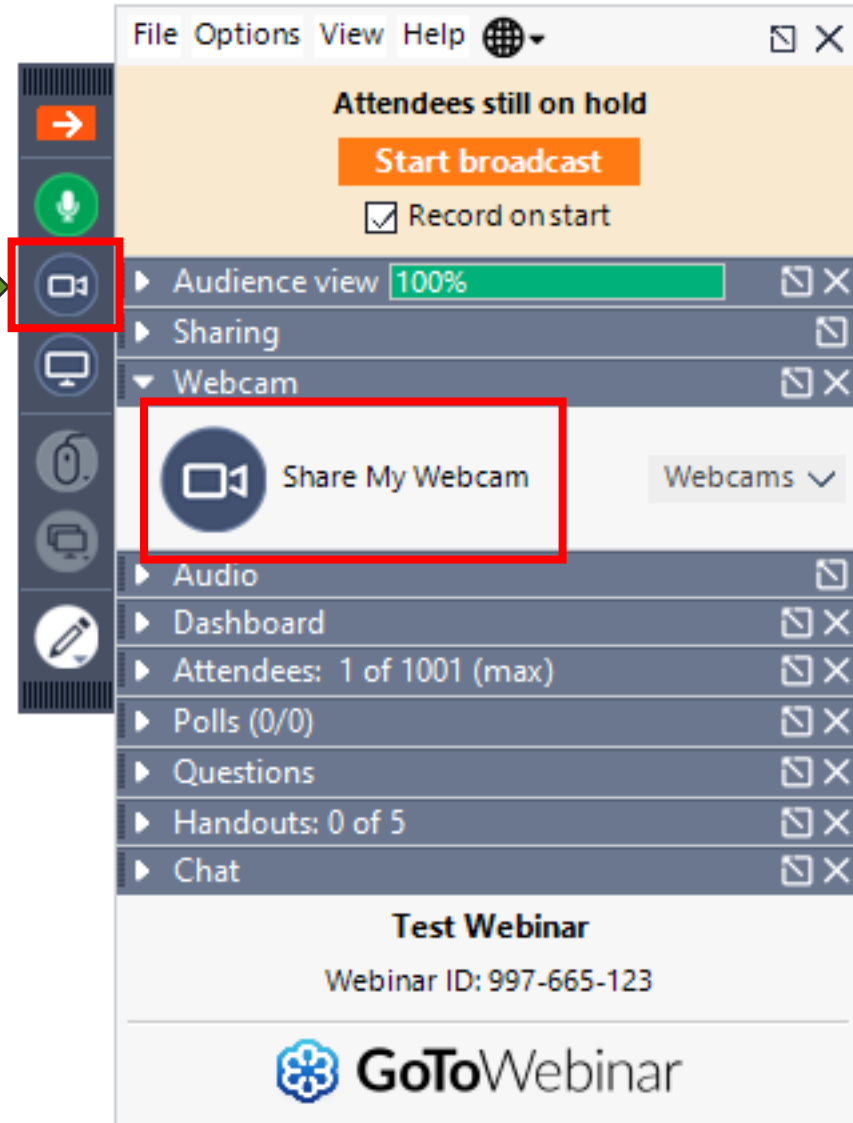 File Options View Help
Attendees still on hold
Start broadcast
Record on start
Audience view 100%
Sharing
Webcam
Share My Webcam Webcams
Audio
Dashboard
Attendees: 1 of 1001 (max)
Polls (0/0)
Questions
Handouts: 0 of 5
Chat
Test Webinar
Webinar ID: 997-665-123
GoToWebinar